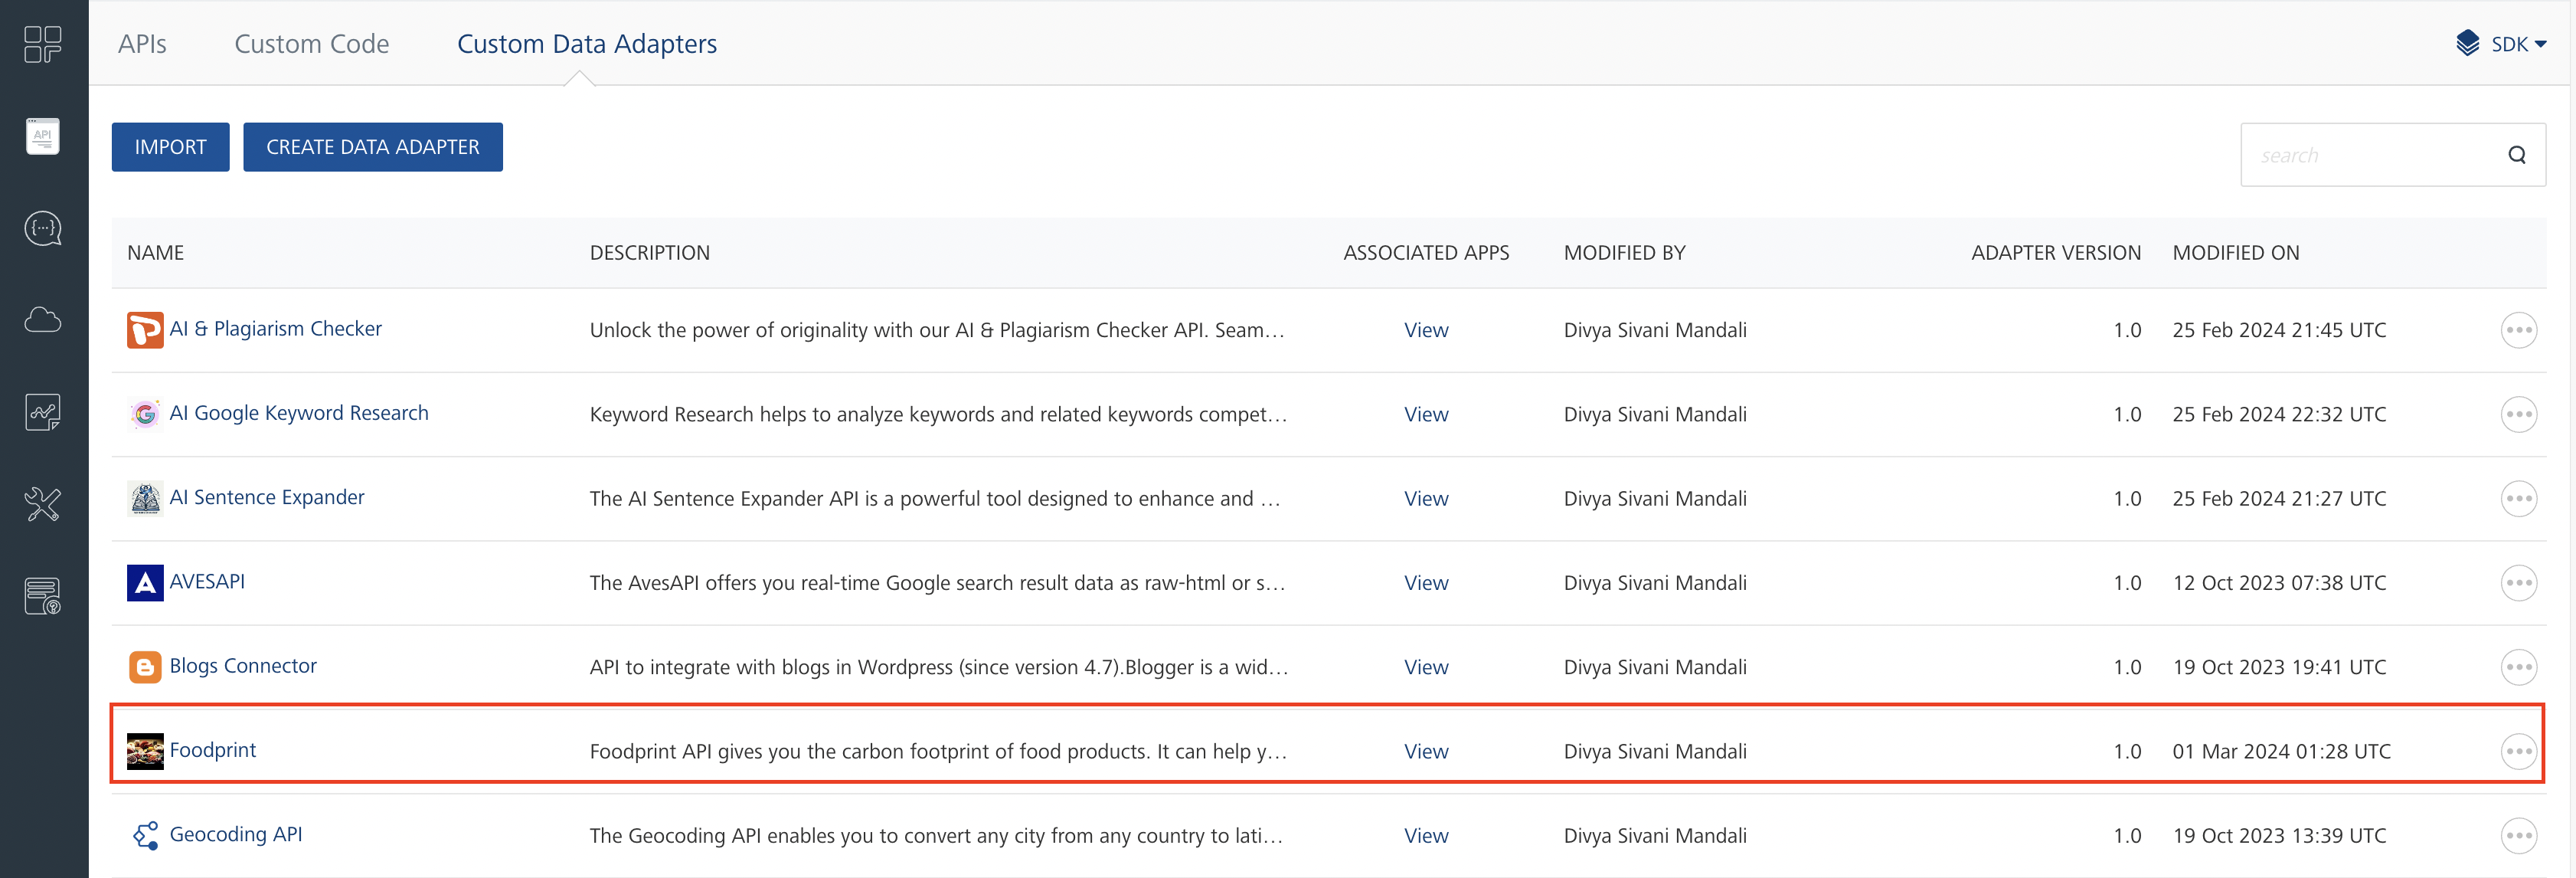 APIs Custom Code Custom Data Adapters SDK
API
IMPORT CREATE DATA ADAPTER search
NAME DESCRIPTION ASSOCIATED APPS MODIFIED BY ADAPTER VERSION MODIFIED ON
AI & Plagiarism Checker Unlock the power of originality with our AI & Plagiarism Checker API. Seam... View Divya Sivani Mandali 1.0 25 Feb 2024 21:45 UTC
AI Google Keyword Research Keyword Research helps to analyze keywords and related keywords compet... View Divya Sivani Mandali 1.0 25 Feb 2024 22:32 UTC
AI Sentence Expander The AI Sentence Expander API is a powerful tool designed to enhance and ... View Divya Sivani Mandali 1.0 25 Feb 2024 21:27 UTC
AVESAPI The AvesAPI offers you real-time Google search result data as raw-html or s... View Divya Sivani Mandali 1.0 12 Oct 2023 07:38 UTC
Blogs Connector API to integrate with blogs in Wordpress (since version 4.7).Blogger is a wid... View Divya Sivani Mandali 1.0 19 Oct 2023 19:41 UTC
Foodprint Foodprint API gives you the carbon footprint of food products. It can help y... View Divya Sivani Mandali 1.0 01 Mar 2024 01:28 UTC
Geocoding API The Geocoding API enables you to convert any city from any country to lati... View Divya Sivani Mandali 1.0 19 Oct 2023 13:39 UTC